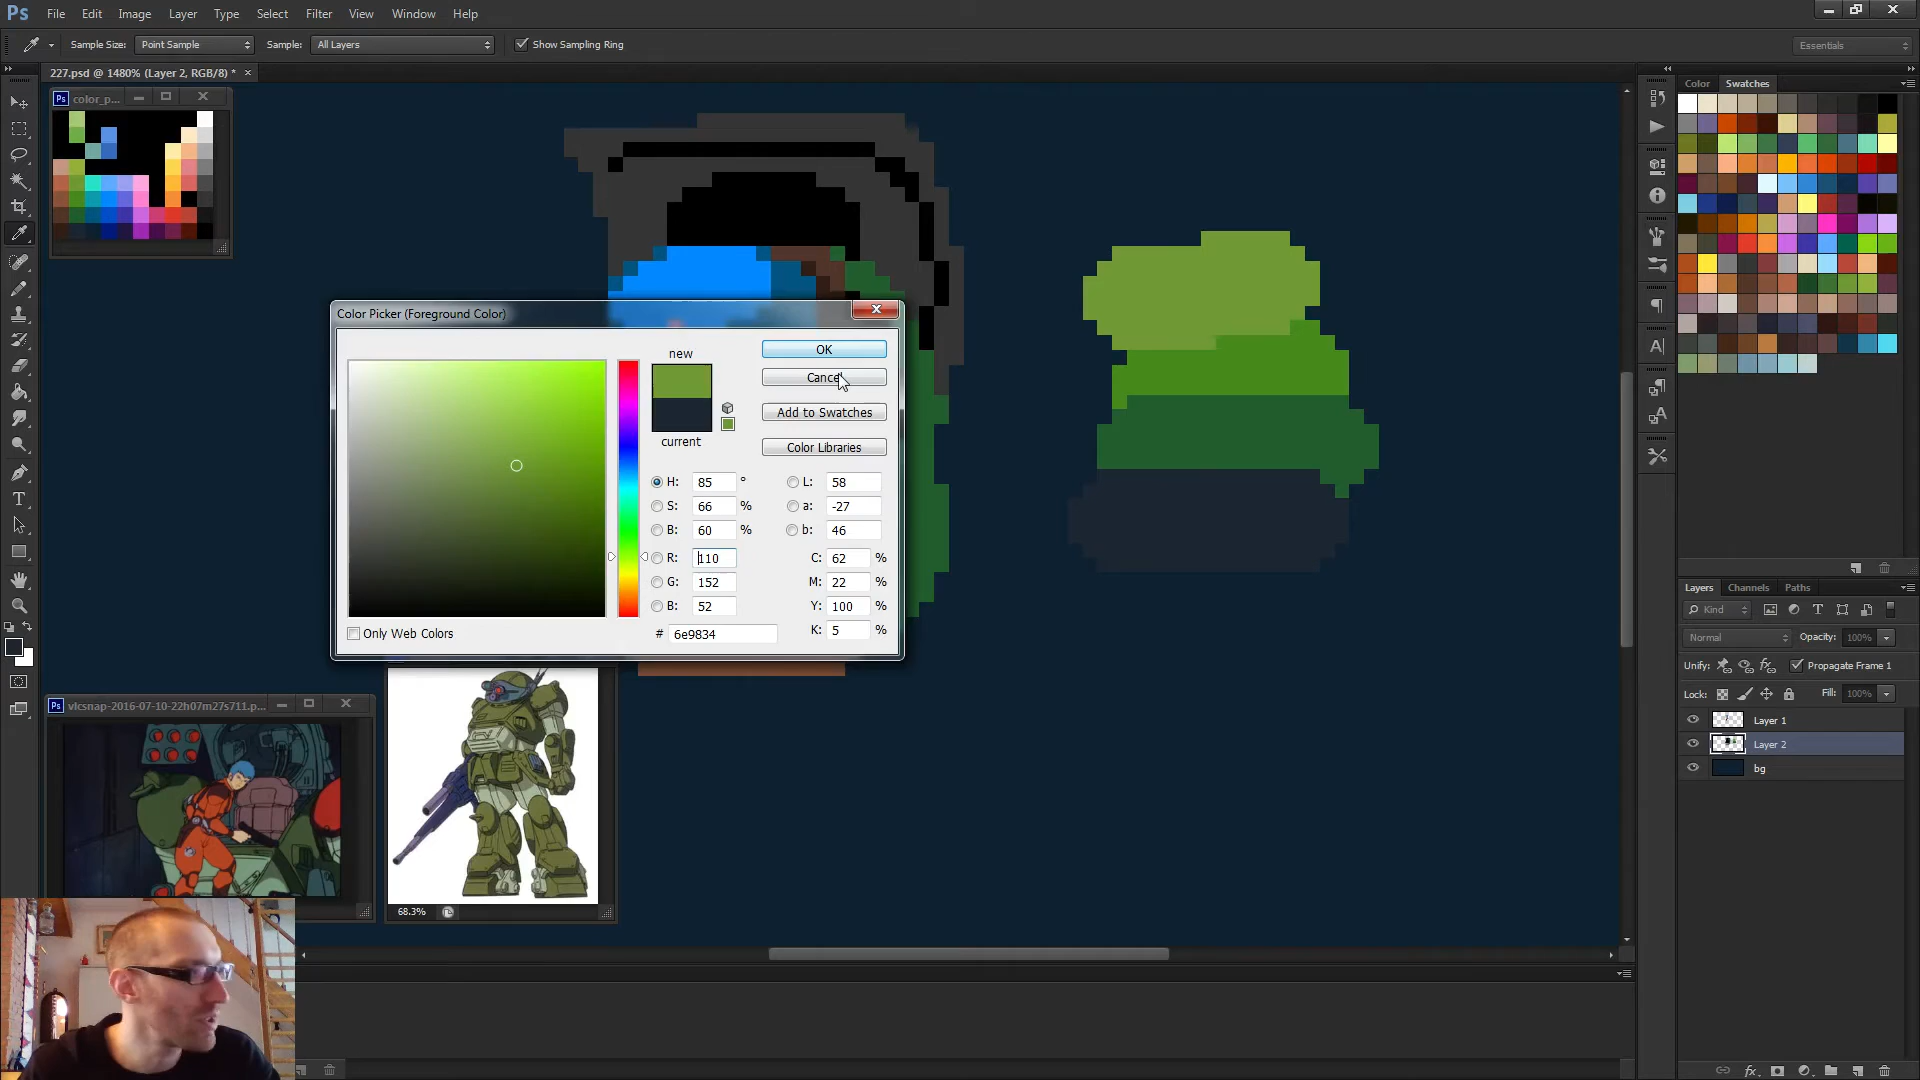 Ps File Edit Image Layer Type Select Filter View Window Help
Sample Size: Point Sample Sample: All Layers Show Sampling Ring Essentials
227.psd @ 1480% (Layer 2, RGB/8) * ×
Ps color_p...
Color Swatches
Color Picker (Foreground Color)
new
current
OK
Cancel
Add to Swatches
Color Libraries
H: 85 °
S: 66 %
B: 60 %
R: 110
G: 152
B: 52
# 6e9834
L: 58
a: -27
b: 46
C: 62 %
M: 22 %
Y: 100 %
K: 5 %
Only Web Colors
Layers Channels Paths
Kind
Normal Opacity: 100%
Unify: Propagate Frame 1
Lock: Fill: 100%
Layer 1
Layer 2
bg
Ps vlcsnap-2016-07-10-22h07m27s711.p...
68.3%